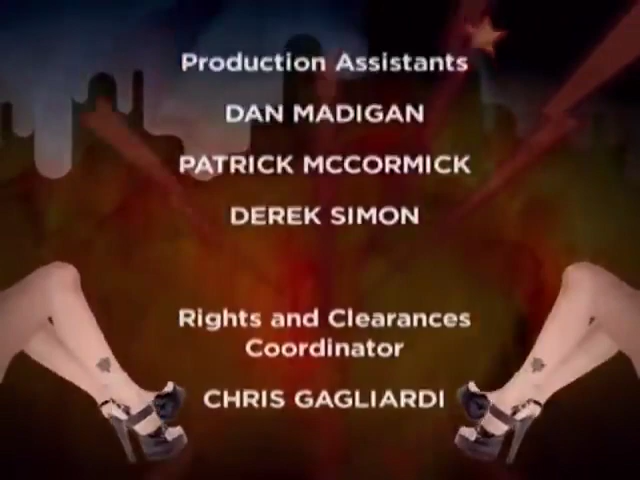 Production Assistants
DAN MADIGAN
PATRICK MCCORMICK
DEREK SIMON
Rights and Clearances
Coordinator
CHRIS GAGLIARDI